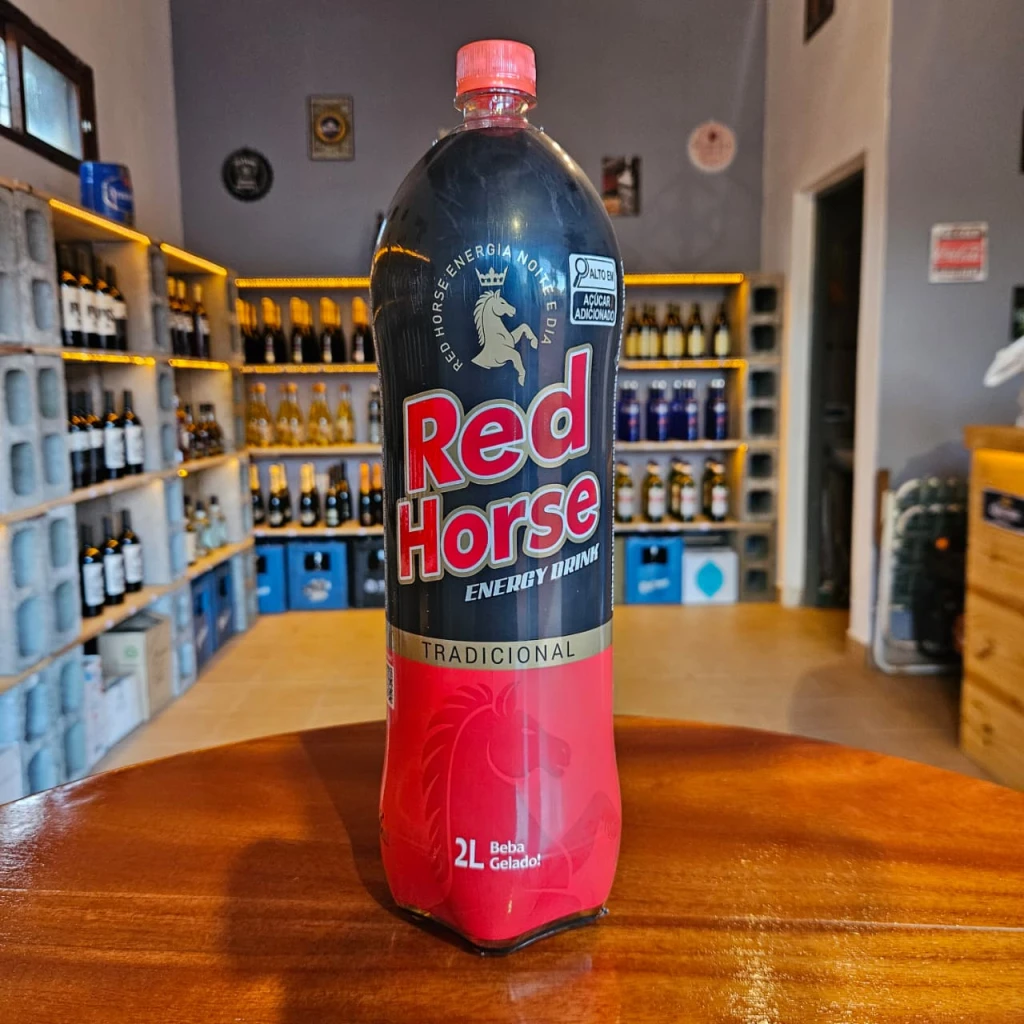 RED HORSE ENERGIA NOITE E DIA
ALTO EM
AÇÚCAR
ADICIONADO
Red
Horse
ENERGY DRINK
TRADICIONAL
2L Beba
Gelado!